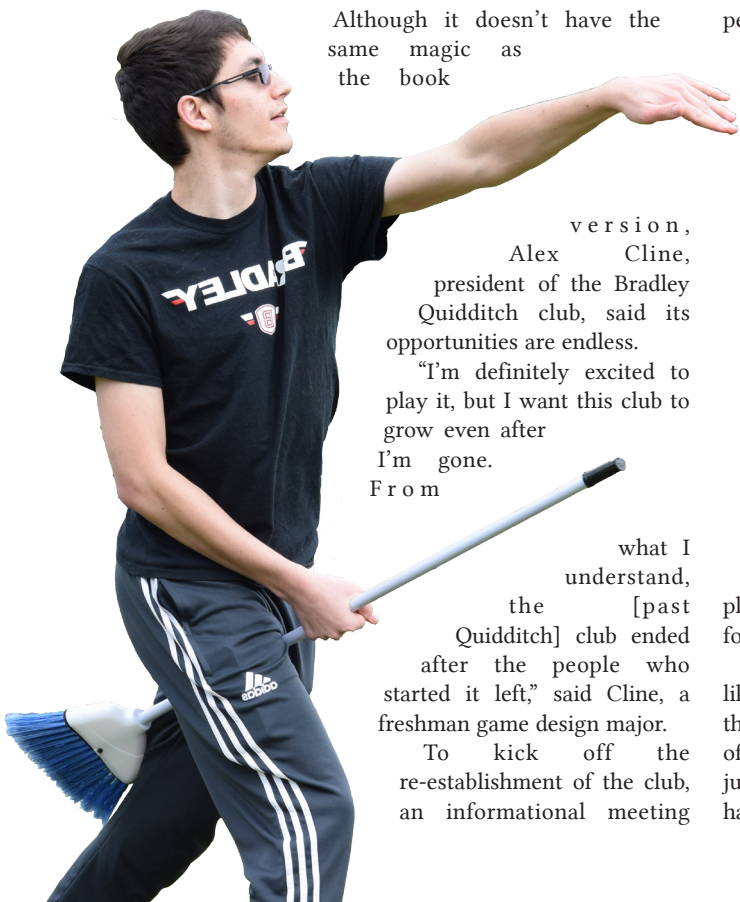 Although it doesn't have the
same magic as
the book
version,
Alex Cline,
president of the Bradley
Quidditch club, said its
opportunities are endless.
“I'm definitely excited to
play it, but I want this club to
grow even after
I'm gone.
From
what I
understand,
the [past
Quidditch] club ended
after the people who
started it left,” said Cline, a
freshman game design major.
To kick off the
re-establishment of the club,
an informational meeting
BRADLEY
B
adidas